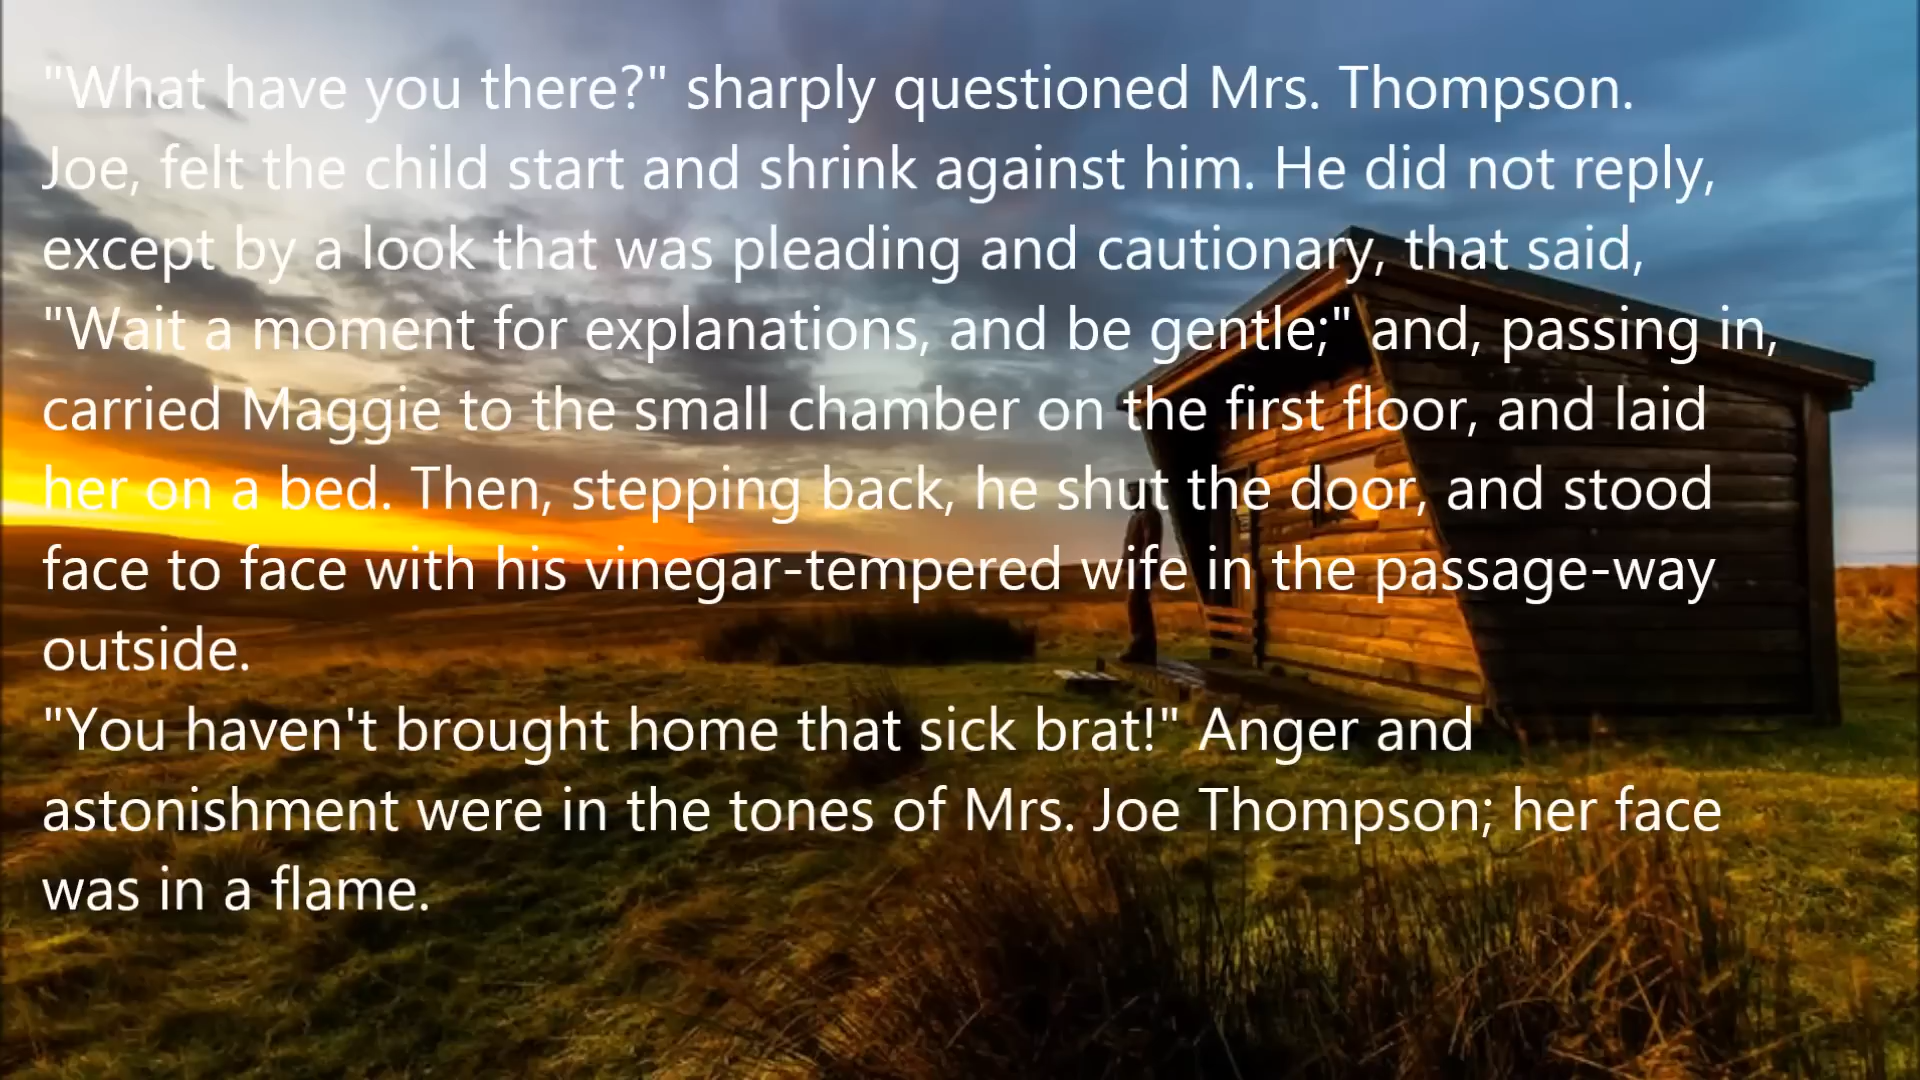 "What have you there?" sharply questioned Mrs. Thompson.
Joe, felt the child start and shrink against him. He did not reply,
except by a look that was pleading and cautionary, that said,
"Wait a moment for explanations, and be gentle;" and, passing in,
carried Maggie to the small chamber on the first floor, and laid
her on a bed. Then, stepping back, he shut the door, and stood
face to face with his vinegar-tempered wife in the passage-way
outside.
"You haven't brought home that sick brat!" Anger and
astonishment were in the tones of Mrs. Joe Thompson; her face
was in a flame.